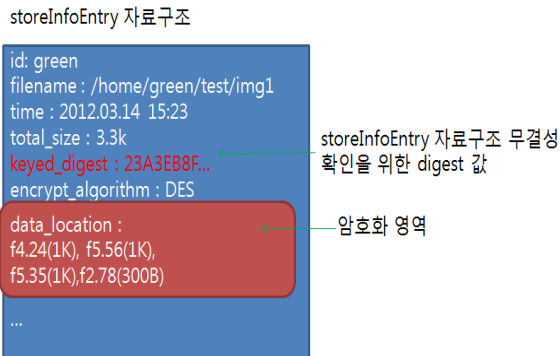 storeInfoEntry 자료구조
id: green
filename : /home/green/test/img1
time : 2012.03.14 15:23
total_size : 3.3k
keyed_digest : 23A3EB8F...
encrypt_algorithm : DES
data_location :
f4.24(1K), f5.56(1K),
f5.35(1K),f2.78(300B)
...
storeInfoEntry 자료구조 무결성
확인을 위한 digest 값
암호화 영역